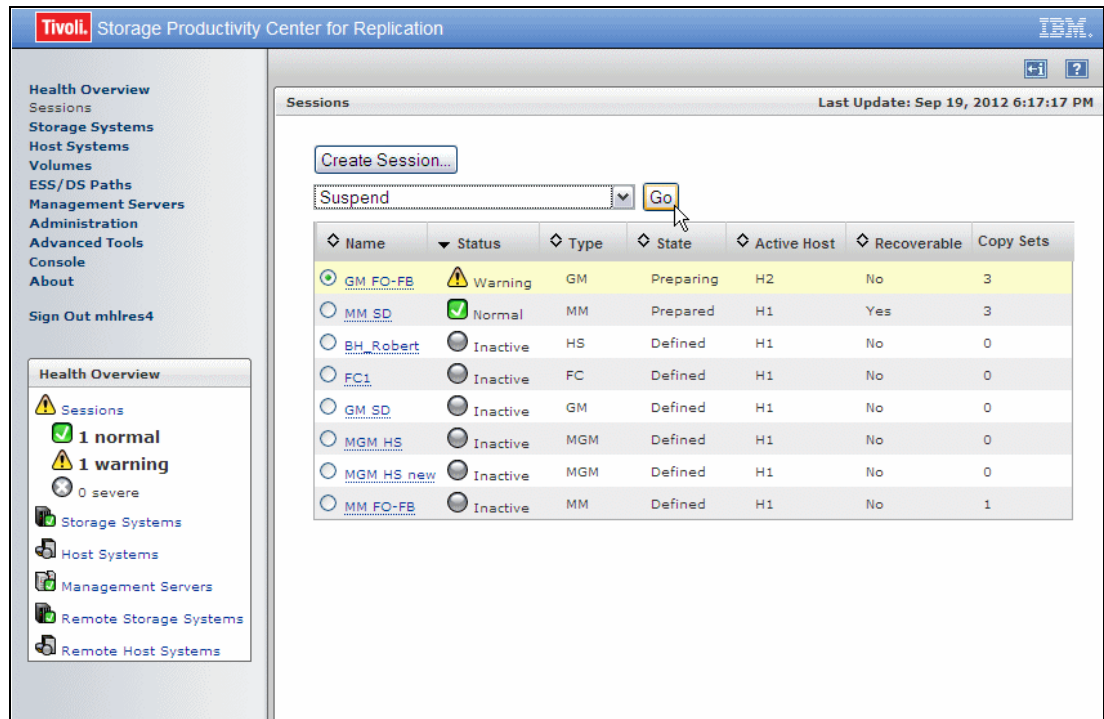 Tivoli. Storage Productivity Center for Replication
IBM.
Health Overview
Sessions
Storage Systems
Host Systems
Volumes
ESS/DS Paths
Management Servers
Administration
Advanced Tools
Console
About
Sign Out mhlres4
Health Overview
Sessions
1 normal
1 warning
0 severe
Storage Systems
Host Systems
Management Servers
Remote Storage Systems
Remote Host Systems
i ?
Sessions Last Update: Sep 19, 2012 6:17:17 PM
Create Session...
Suspend Go
Name Status Type State Active Host Recoverable Copy Sets
GM FO-FB Warning GM Preparing H2 No 3
MM SD Normal MM Prepared H1 Yes 3
BH_Robert Inactive HS Defined H1 No 0
FC1 Inactive FC Defined H1 No 0
GM SD Inactive GM Defined H1 No 0
MGM HS Inactive MGM Defined H1 No 0
MGM HS new Inactive MGM Defined H1 No 0
MM FO-FB Inactive MM Defined H1 No 1